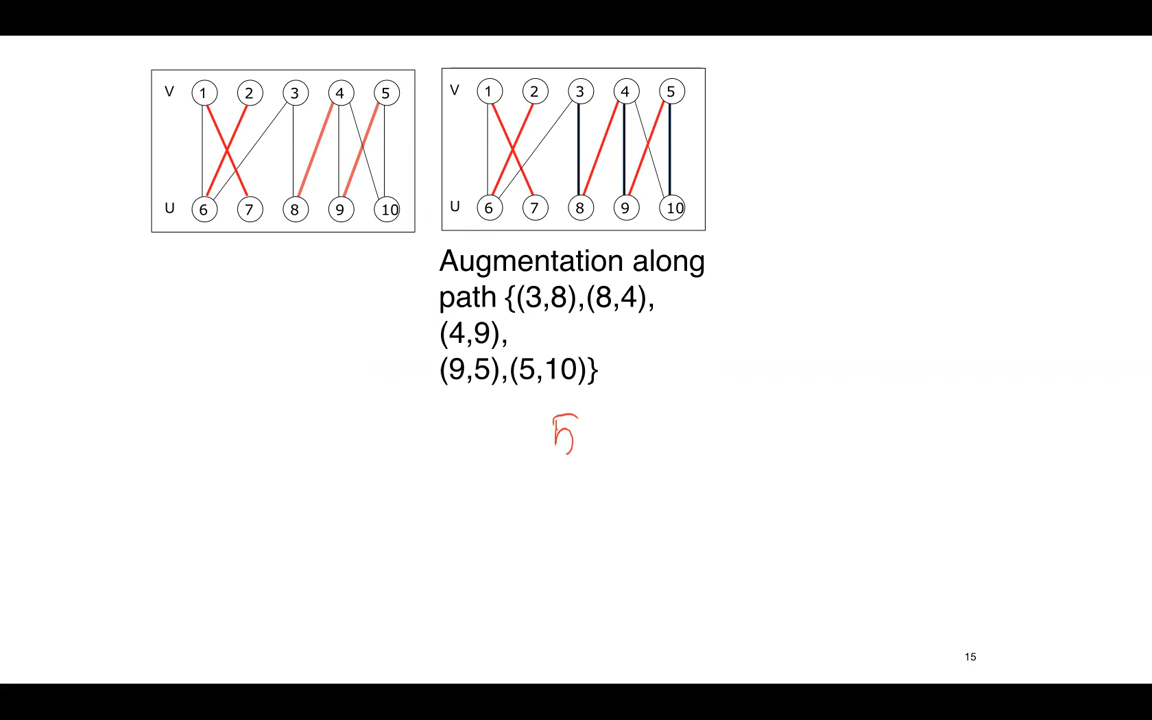 V 1 2 3 4 5
U 6 7 8 9 10
V 1 2 3 4 5
U 6 7 8 9 10
Augmentation along
path {(3,8),(8,4),
(4,9),
(9,5),(5,10)}
5
15